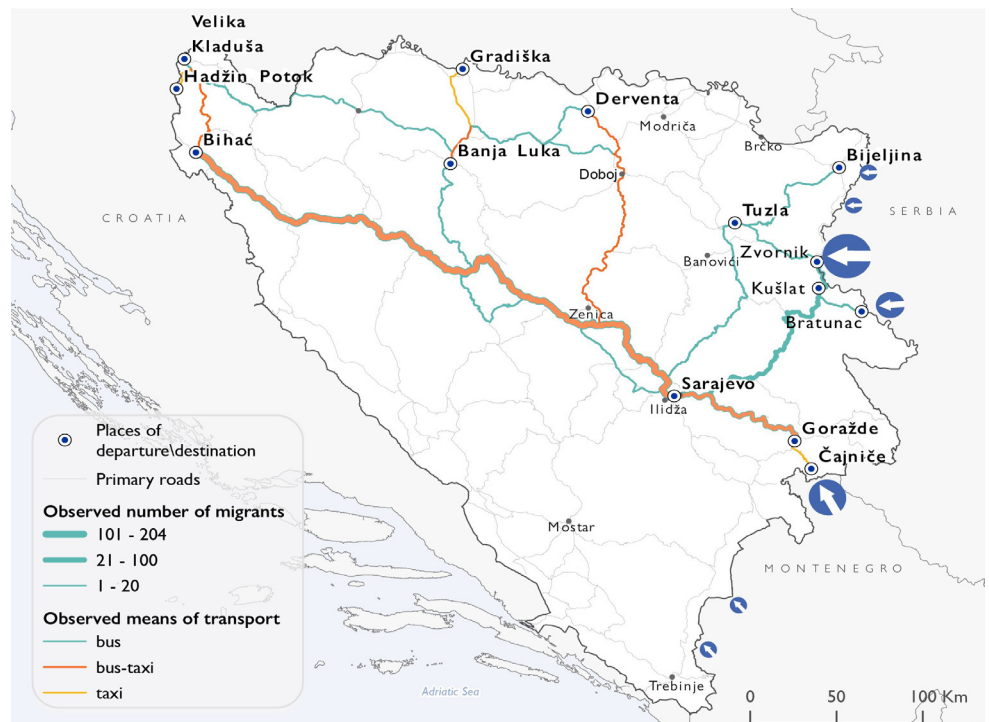 Velika
Kladuša
Hadžin Potok
Gradiška
Derventa
Modriča
Brčko
Bihać
Banja Luka
Doboj
Bijeljina
CROATIA
SERBIA
Tuzla
Zvornik
Banovići
Kušlat
Zenica
Bratunac
Sarajevo
Ilidža
Goražde
Čajniče
Places of
departure\destination
Primary roads
Observed number of migrants
101 - 204
21 - 100
1 - 20
Observed means of transport
bus
bus-taxi
taxi
Mostar
MONTENEGRO
Trebinje
Adriatic Sea
0 50 100 Km